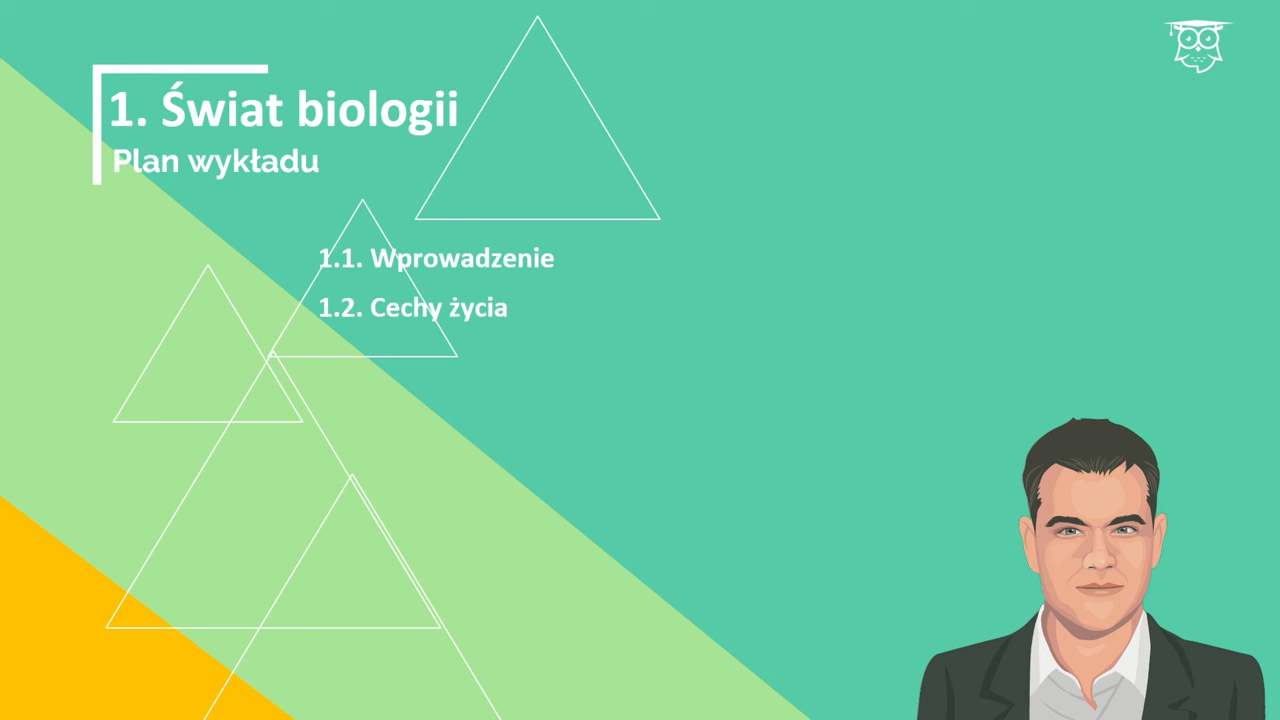 1. Świat biologii
Plan wykładu
1.1. Wprowadzenie
1.2. Cechy życia